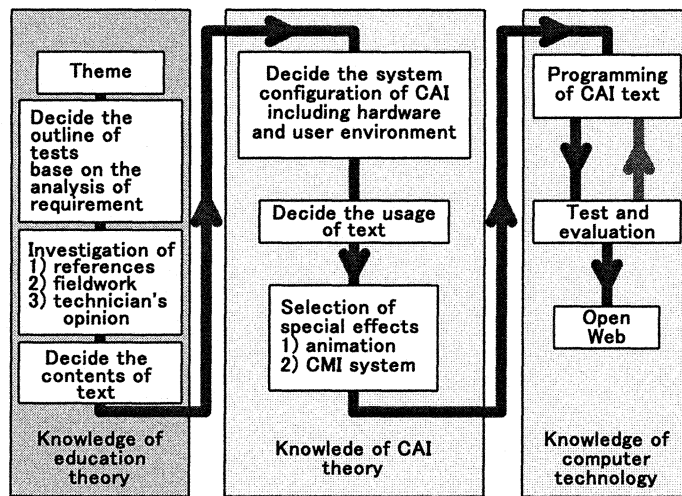 Theme
Decide the
outline of
tests
base on the
analysis of
requirement
Investigation of
1) references
2) fieldwork
3) technician's
opinion
Decide the
contents of
text
Knowledge of
education
theory
Decide the system
configuration of CAI
including hardware
and user environment
Decide the usage
of text
Selection of
special effects
1) animation
2) CMI system
Knowlede of CAI
theory
Programming
of CAI text
Test and
evaluation
Open
Web
Knowledge of
computer
technology